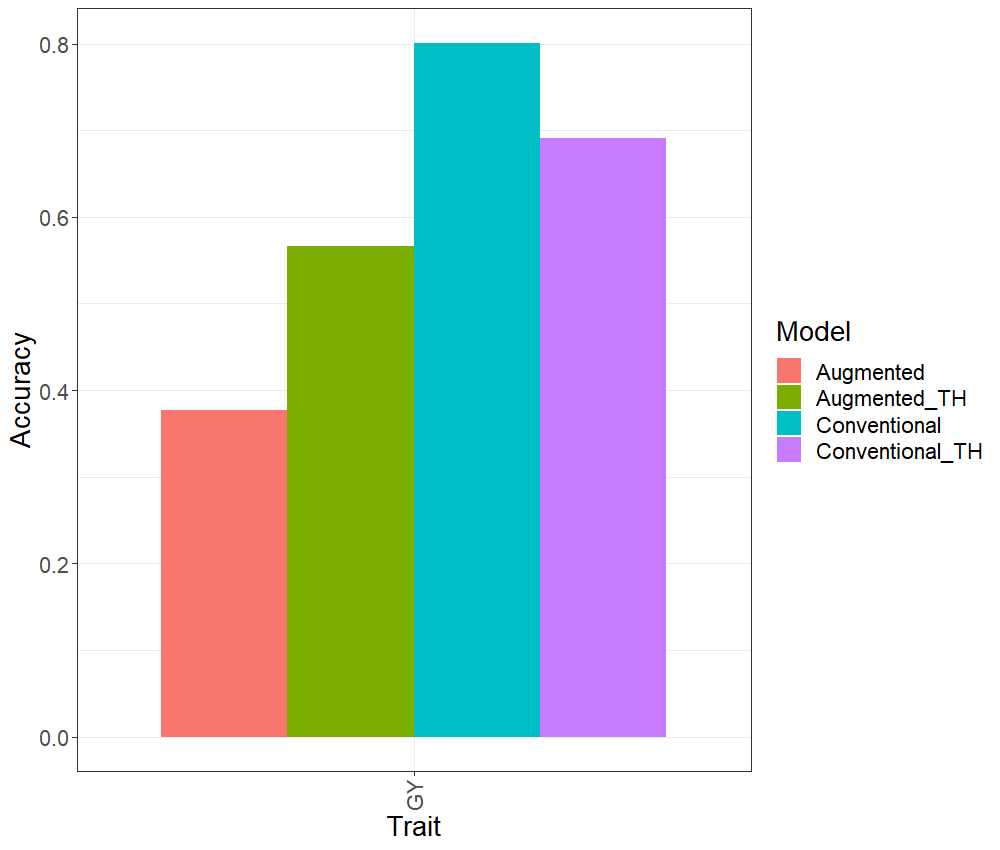 Accuracy
0.8
0.6
0.4
0.2
0.0
GY
Trait
Model
Augmented
Augmented_TH
Conventional
Conventional_TH